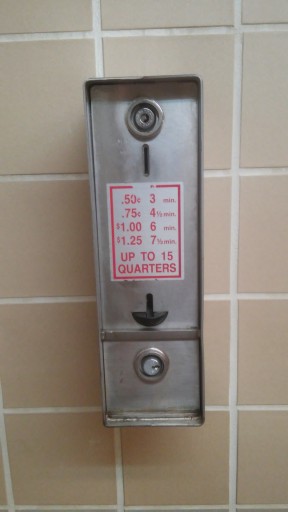 .50¢ 3 min.
.75¢ 4½ min.
$1.00 6 min.
$1.25 7½ min.
UP TO 15
QUARTERS